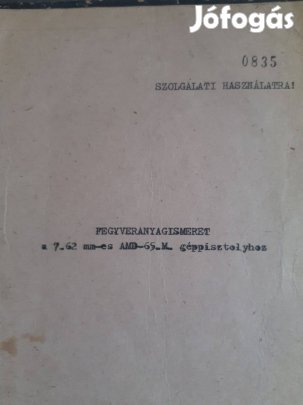 Jófogás
0835
SZOLGÁLATI HASZNÁLATRA!
FEGYVERANYAGISMERET
a 7.62 mm-es AMD-65.M. géppisztolyhoz